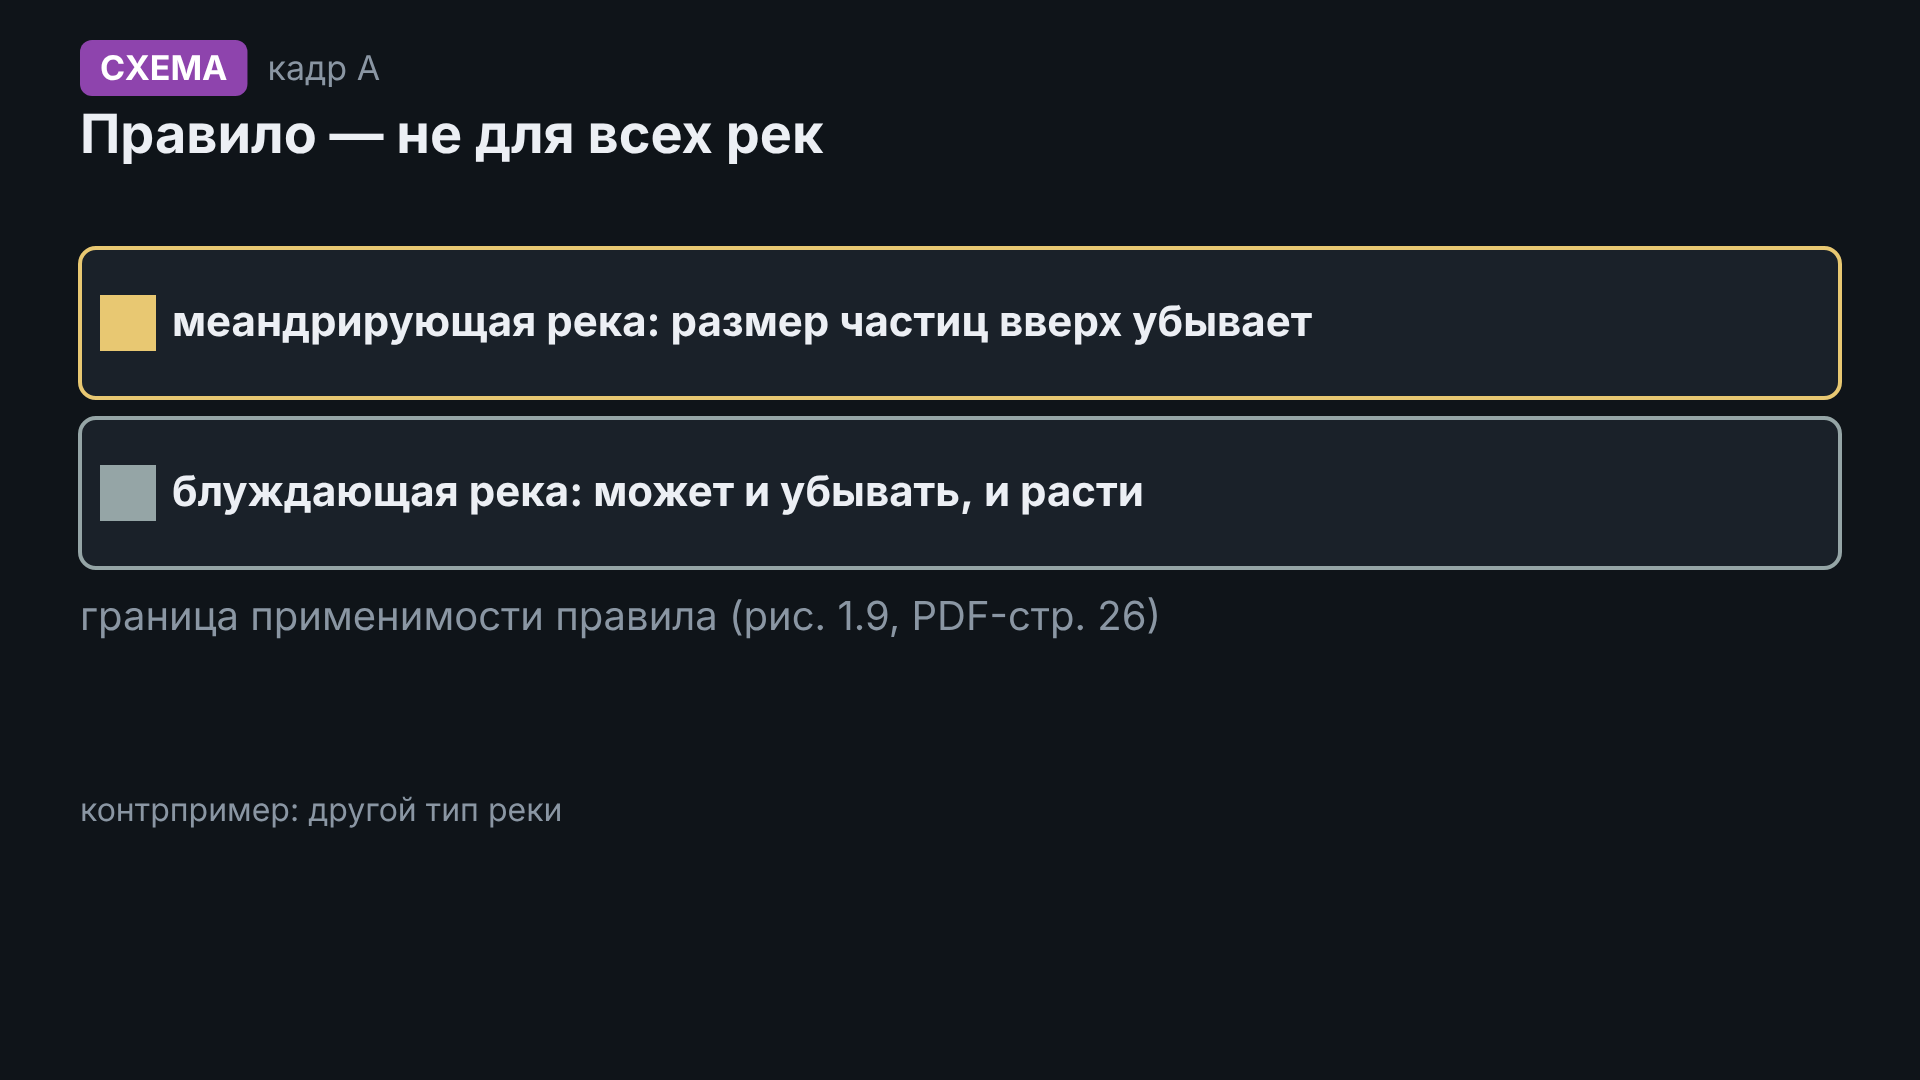 СХЕМА кадр А
Правило — не для всех рек
меандрирующая река: размер частиц вверх убывает
блуждающая река: может и убывать, и расти
граница применимости правила (рис. 1.9, PDF-стр. 26)
контрпример: другой тип реки